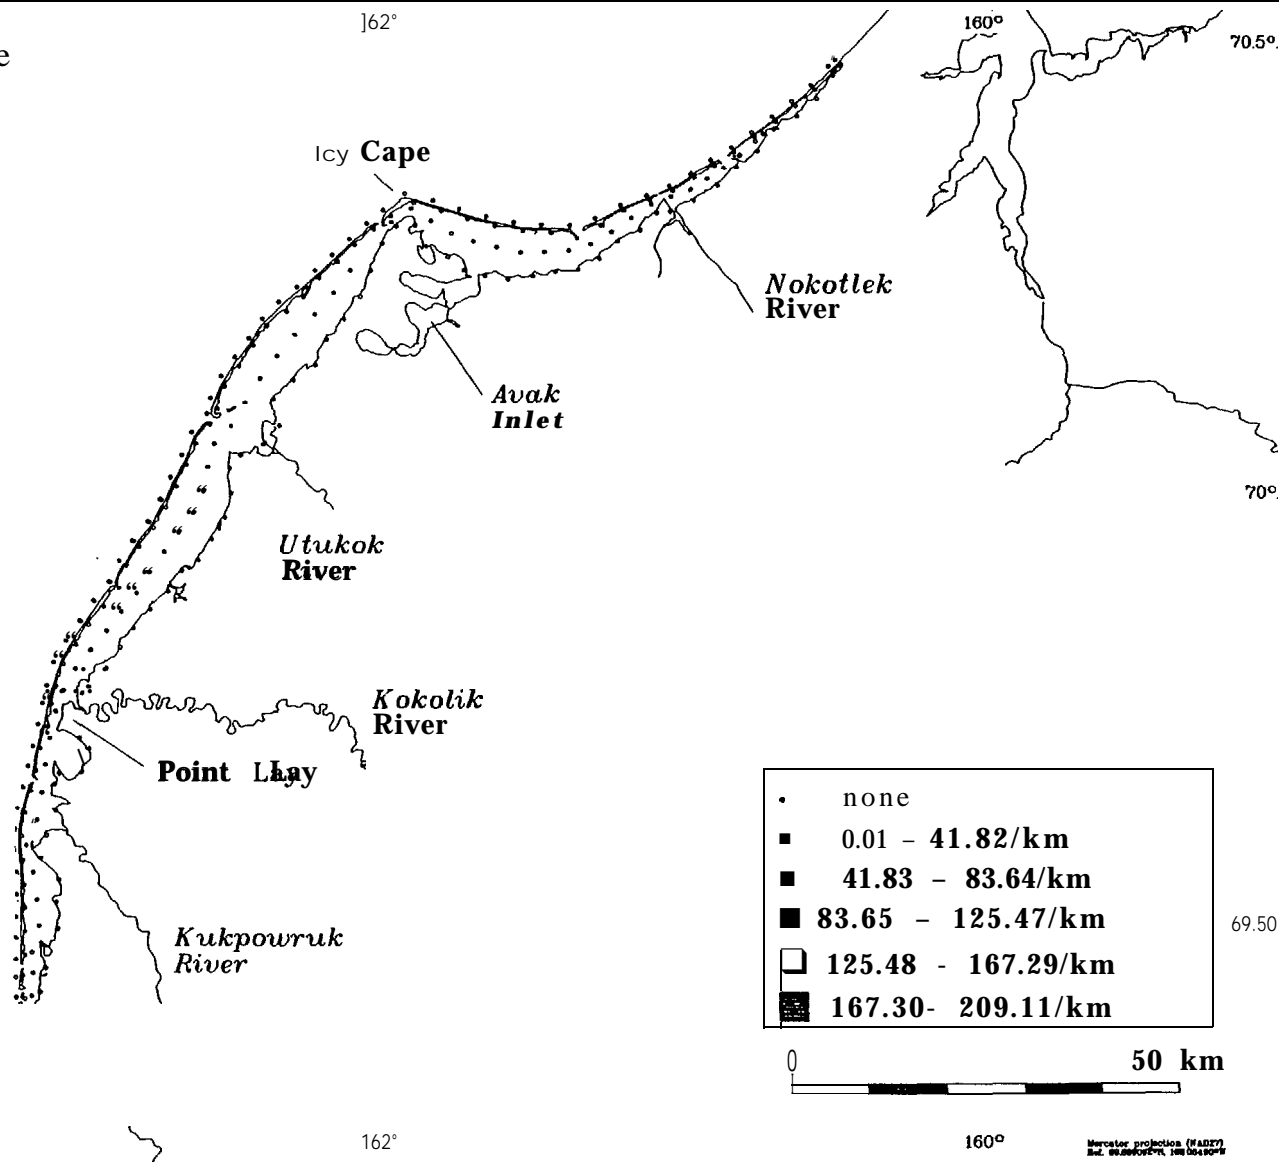 ]62°
160°
e
70.5°
Icy Cape
Nokotlek
River
Avak
Inlet
70°
Utukok
River
Kokolik
River
Point Lay
none
0.01 – 41.82/km
41.83 – 83.64/km
83.65 – 125.47/km
69.50
Kukpowruk
River
125.48 - 167.29/km
167.30- 209.11/km
0
50 km
162°
160°
Mercator projection (NAD27)